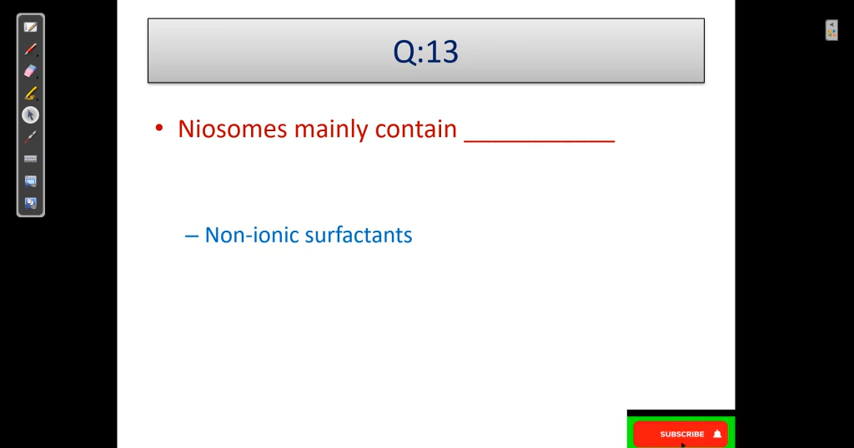 Q:13
• Niosomes mainly contain ___________
– Non-ionic surfactants
SUBSCRIBE